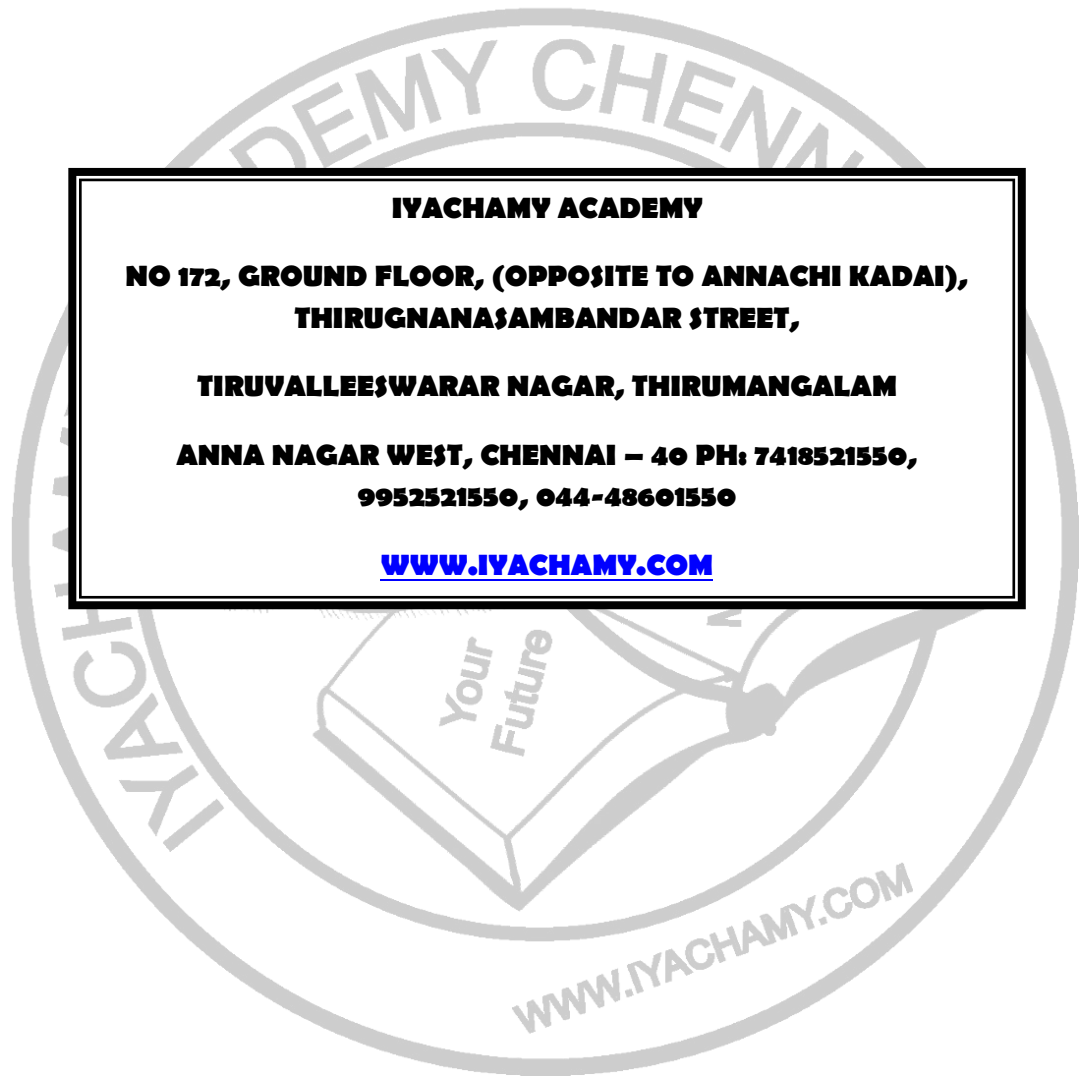 IYACHAMY ACADEMY
NO 172, GROUND FLOOR, (OPPOSITE TO ANNACHI KADAI),
THIRUGNANASAMBANDAR STREET,
TIRUVALLEESWARAR NAGAR, THIRUMANGALAM
ANNA NAGAR WEST, CHENNAI – 40 PH: 7418521550,
9952521550, 044-48601550
WWW.IYACHAMY.COM
Your
Future
WWW.IYACHAMY.COM